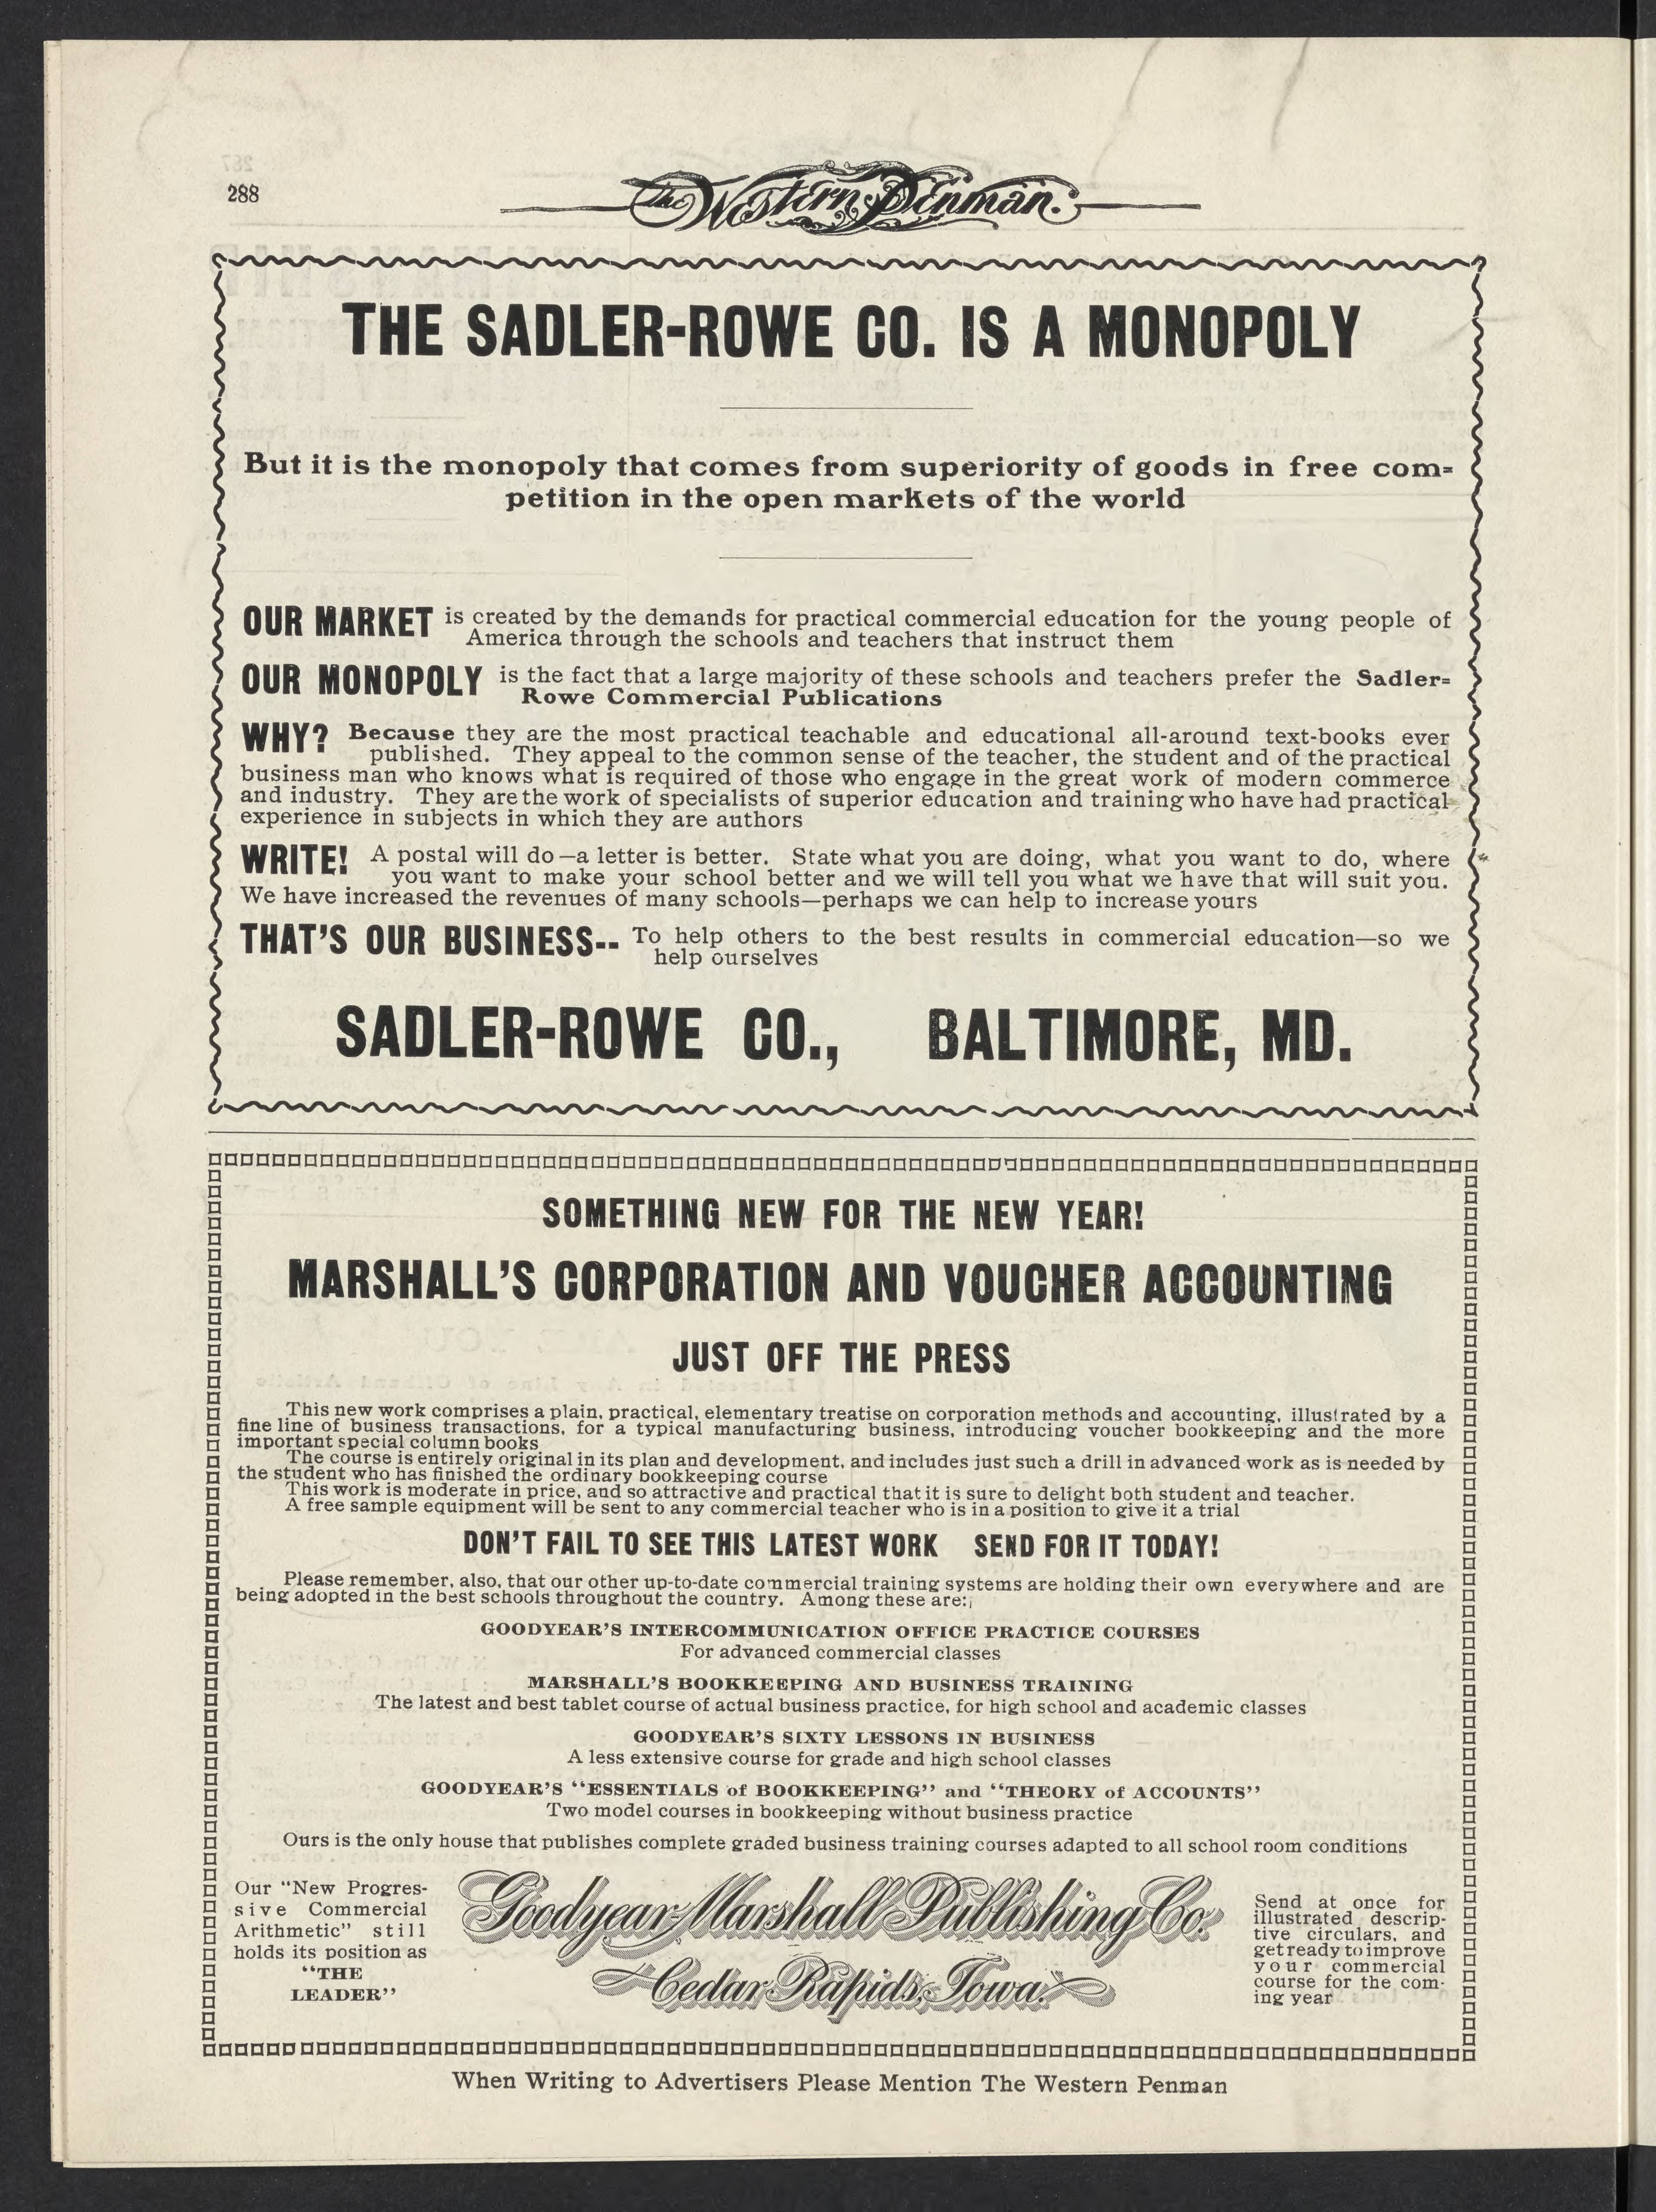 288
The Western Penman.
THE SADLER-ROWE CO. IS A MONOPOLY
But it is the monopoly that comes from superiority of goods in free com=
petition in the open markets of the world
OUR MARKET is created by the demands for practical commercial education for the young people of
America through the schools and teachers that instruct them
OUR MONOPOLY is the fact that a large majority of these schools and teachers prefer the Sadler=
Rowe Commercial Publications
WHY? Because they are the most practical teachable and educational all-around text-books ever
published. They appeal to the common sense of the teacher, the student and of the practical
business man who knows what is required of those who engage in the great work of modern commerce
and industry. They are the work of specialists of superior education and training who have had practical
experience in subjects in which they are authors
WRITE! A postal will do—a letter is better. State what you are doing, what you want to do, where
you want to make your school better and we will tell you what we have that will suit you.
We have increased the revenues of many schools—perhaps we can help to increase yours
THAT'S OUR BUSINESS-- To help others to the best results in commercial education—so we
help ourselves
SADLER-ROWE CO., BALTIMORE, MD.
SOMETHING NEW FOR THE NEW YEAR!
MARSHALL'S CORPORATION AND VOUCHER ACCOUNTING
JUST OFF THE PRESS
This new work comprises a plain, practical, elementary treatise on corporation methods and accounting, illustrated by a
fine line of business transactions, for a typical manufacturing business, introducing voucher bookkeeping and the more
important special column books
The course is entirely original in its plan and development, and includes just such a drill in advanced work as is needed by
the student who has finished the ordinary bookkeeping course
This work is moderate in price, and so attractive and practical that it is sure to delight both student and teacher.
A free sample equipment will be sent to any commercial teacher who is in a position to give it a trial
DON'T FAIL TO SEE THIS LATEST WORK SEND FOR IT TODAY!
Please remember, also, that our other up-to-date commercial training systems are holding their own everywhere and are
being adopted in the best schools throughout the country. Among these are:
GOODYEAR'S INTERCOMMUNICATION OFFICE PRACTICE COURSES
For advanced commercial classes
MARSHALL'S BOOKKEEPING AND BUSINESS TRAINING
The latest and best tablet course of actual business practice, for high school and academic classes
GOODYEAR'S SIXTY LESSONS IN BUSINESS
A less extensive course for grade and high school classes
GOODYEAR'S "ESSENTIALS of BOOKKEEPING" and "THEORY of ACCOUNTS"
Two model courses in bookkeeping without business practice
Ours is the only house that publishes complete graded business training courses adapted to all school room conditions
Our "New Progres-
sive Commercial
Arithmetic" still
holds its position as
"THE
LEADER"
Goodyear-Marshall Publishing Co.
Cedar Rapids, Iowa.
Send at once for
illustrated descrip-
tive circulars, and
get ready to improve
your commercial
course for the com-
ing year
When Writing to Advertisers Please Mention The Western Penman